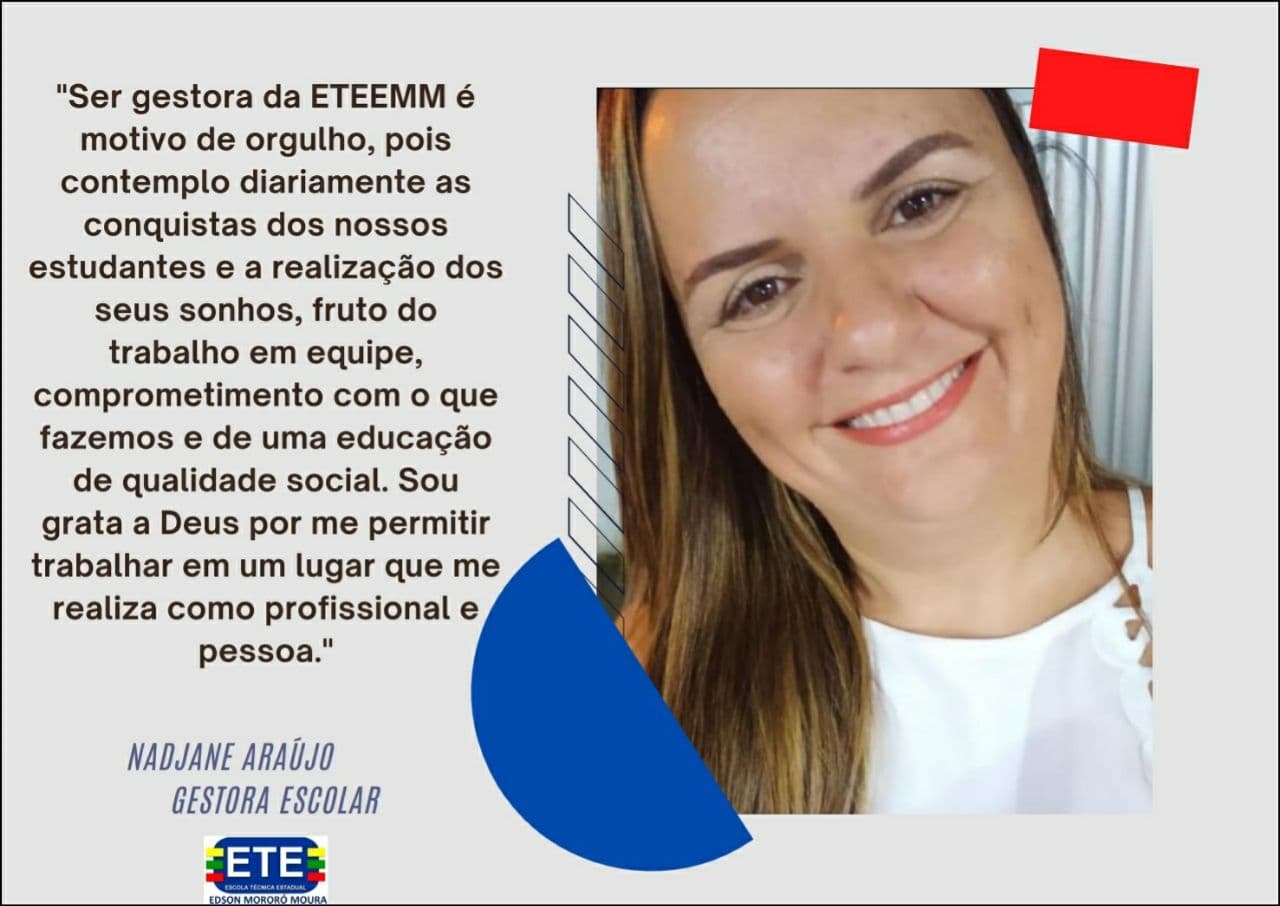 "Ser gestora da ETEEMM é
motivo de orgulho, pois
contemplo diariamente as
conquistas dos nossos
estudantes e a realização dos
seus sonhos, fruto do
trabalho em equipe,
comprometimento com o que
fazemos e de uma educação
de qualidade social. Sou
grata a Deus por me permitir
trabalhar em um lugar que me
realiza como profissional e
pessoa."
NADJANE ARAÚJO
GESTORA ESCOLAR
ETE
ESCOLA TÉCNICA ESTADUAL
EDSON MORORÓ MOURA